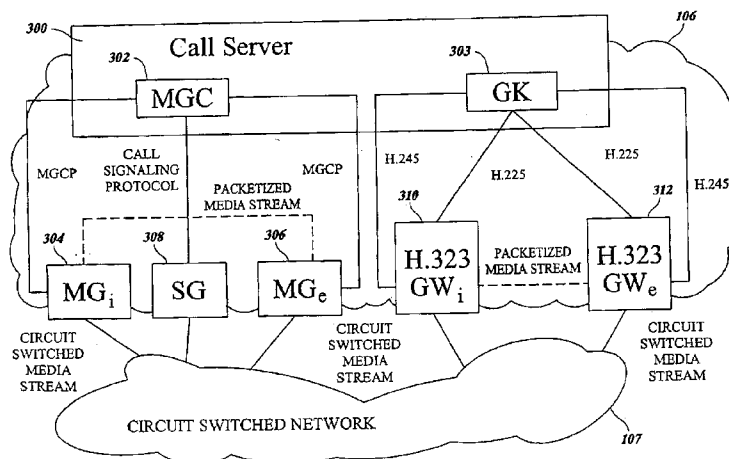 300
Call Server
106
302
MGC
303
GK
MGCP
CALL
SIGNALING
PROTOCOL
MGCP
H.245
H.225
H.225
H.245
PACKETIZED
MEDIA STREAM
304
308
306
310
312
MGi
SG
MGe
H.323
GWi
PACKETIZED
MEDIA STREAM
H.323
GWe
CIRCUIT
SWITCHED
MEDIA
STREAM
CIRCUIT
SWITCHED
MEDIA
STREAM
CIRCUIT
SWITCHED
MEDIA
STREAM
CIRCUIT SWITCHED NETWORK
107